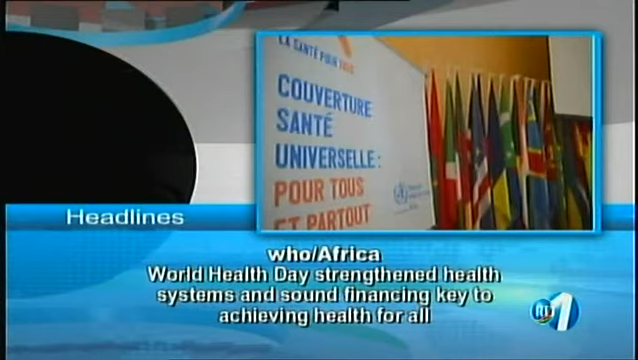 LA SANTÉ POUR TOUS
COUVERTURE
SANTÉ
UNIVERSELLE:
POUR TOUS
ET PARTOUT
Headlines
who/Africa
World Health Day strengthened health
systems and sound financing key to
achieving health for all
1